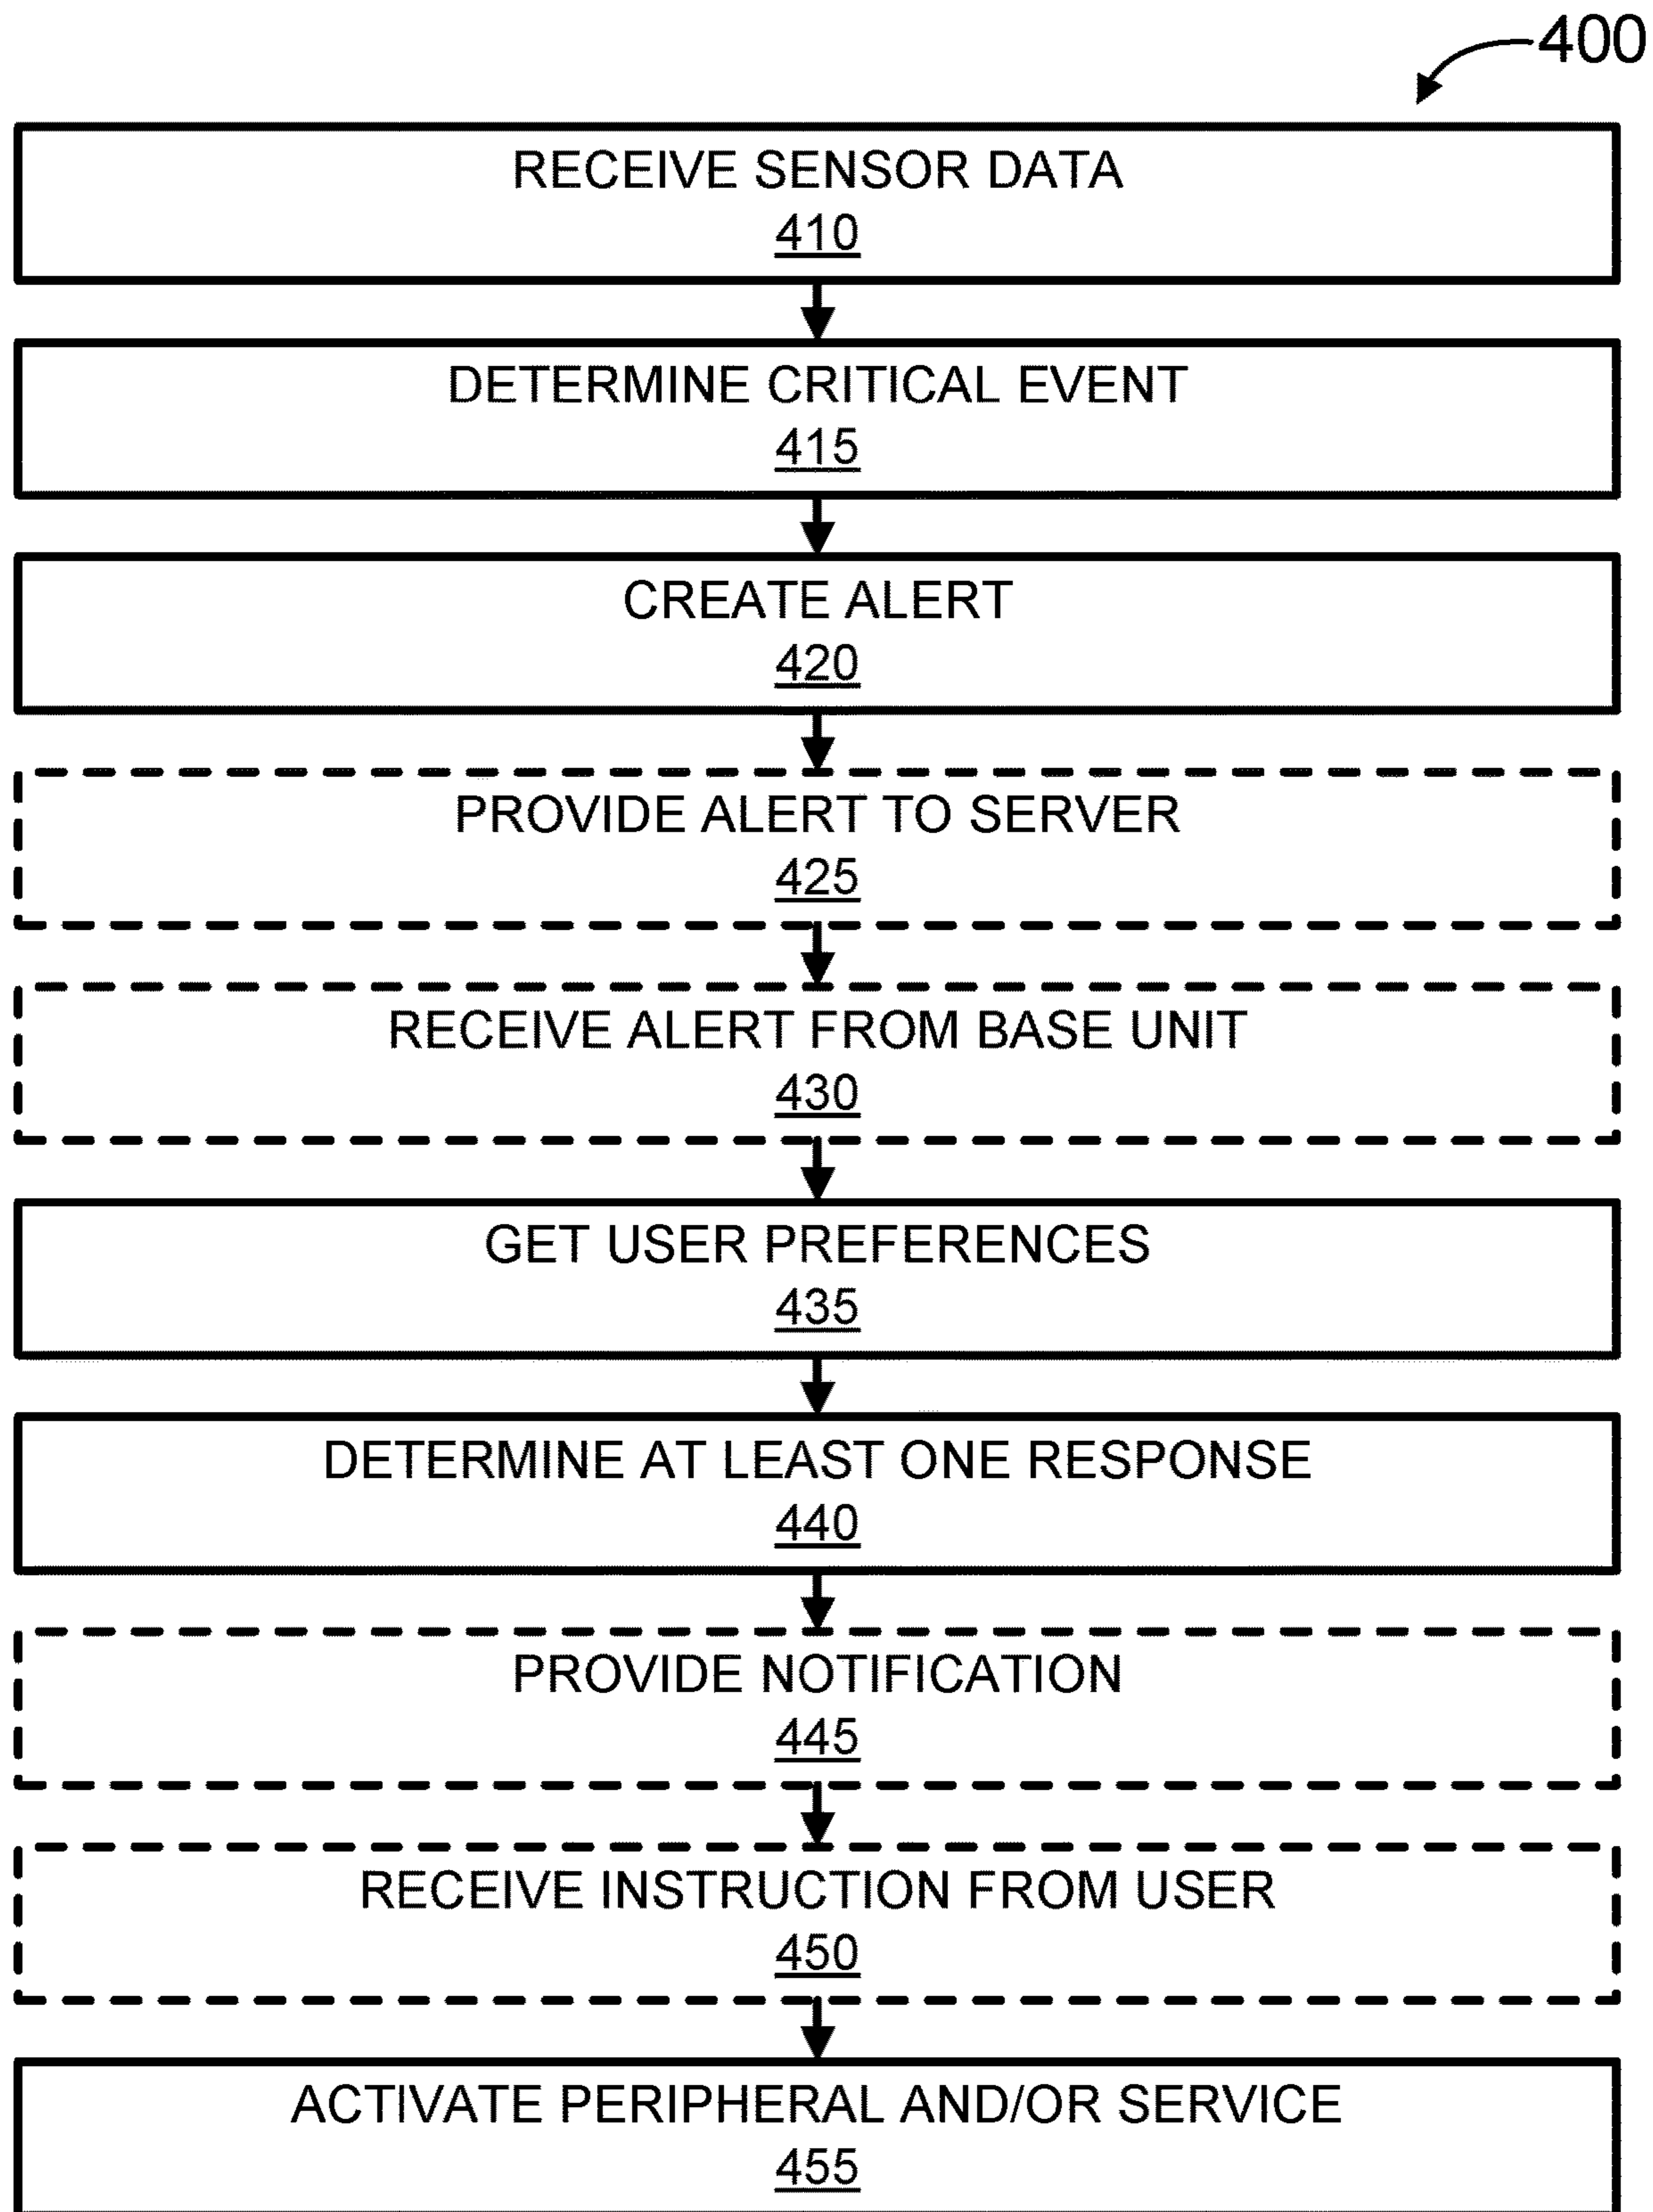 400
RECEIVE SENSOR DATA
410
DETERMINE CRITICAL EVENT
415
CREATE ALERT
420
PROVIDE ALERT TO SERVER
425
RECEIVE ALERT FROM BASE UNIT
430
GET USER PREFERENCES
435
DETERMINE AT LEAST ONE RESPONSE
440
PROVIDE NOTIFICATION
445
RECEIVE INSTRUCTION FROM USER
450
ACTIVATE PERIPHERAL AND/OR SERVICE
455